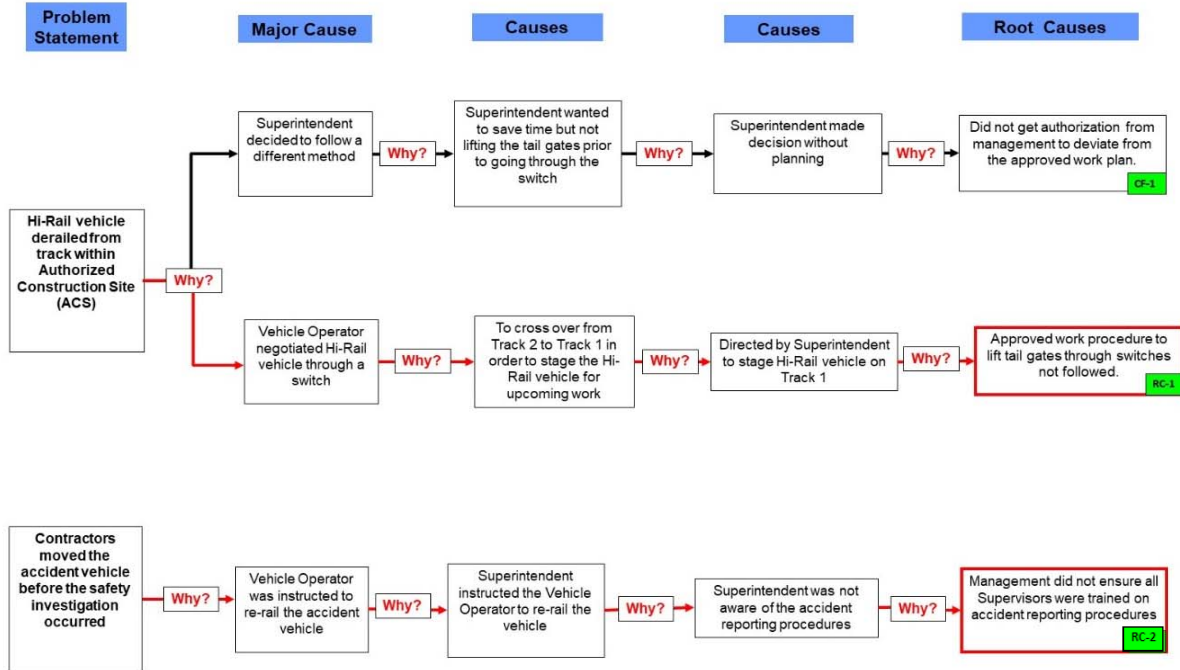 Problem
Statement
Major Cause
Causes
Causes
Root Causes
Superintendent
decided to follow a
different method
Why?
Superintendent wanted
to save time but not
lifting the tail gates prior
to going through the
switch
Why?
Superintendent made
decision without
planning
Why?
Did not get authorization from
management to deviate from
the approved work plan.
CF-1
Hi-Rail vehicle
derailed from
track within
Authorized
Construction Site
(ACS)
Why?
Vehicle Operator
negotiated Hi-Rail
vehicle through a
switch
Why?
To cross over from
Track 2 to Track 1 in
order to stage the Hi-
Rail vehicle for
upcoming work
Why?
Directed by Superintendent
to stage Hi-Rail vehicle on
Track 1
Why?
Approved work procedure to
lift tail gates through switches
not followed.
RC-1
Contractors
moved the
accident vehicle
before the safety
investigation
occurred
Why?
Vehicle Operator
was instructed to
re-rail the accident
vehicle
Why?
Superintendent
instructed the Vehicle
Operator to re-rail the
vehicle
Why?
Superintendent was not
aware of the accident
reporting procedures
Why?
Management did not ensure all
Supervisors were trained on
accident reporting procedures
RC-2